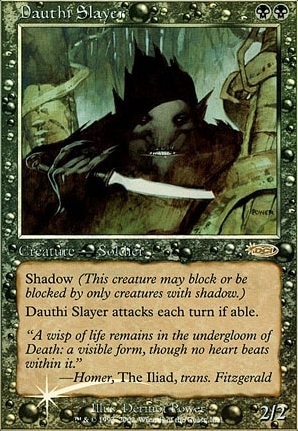 Dauthi Slayer
POWER
Creature — Soldier
DCI
Shadow (This creature may block or be
blocked by only creatures with shadow.)
Dauthi Slayer attacks each turn if able.
“A wisp of life remains in the undergloom of
Death: a visible form, though no heart beats
within it.”
—Homer, The Iliad, trans. Fitzgerald
Illus. Dermot Power
2/2